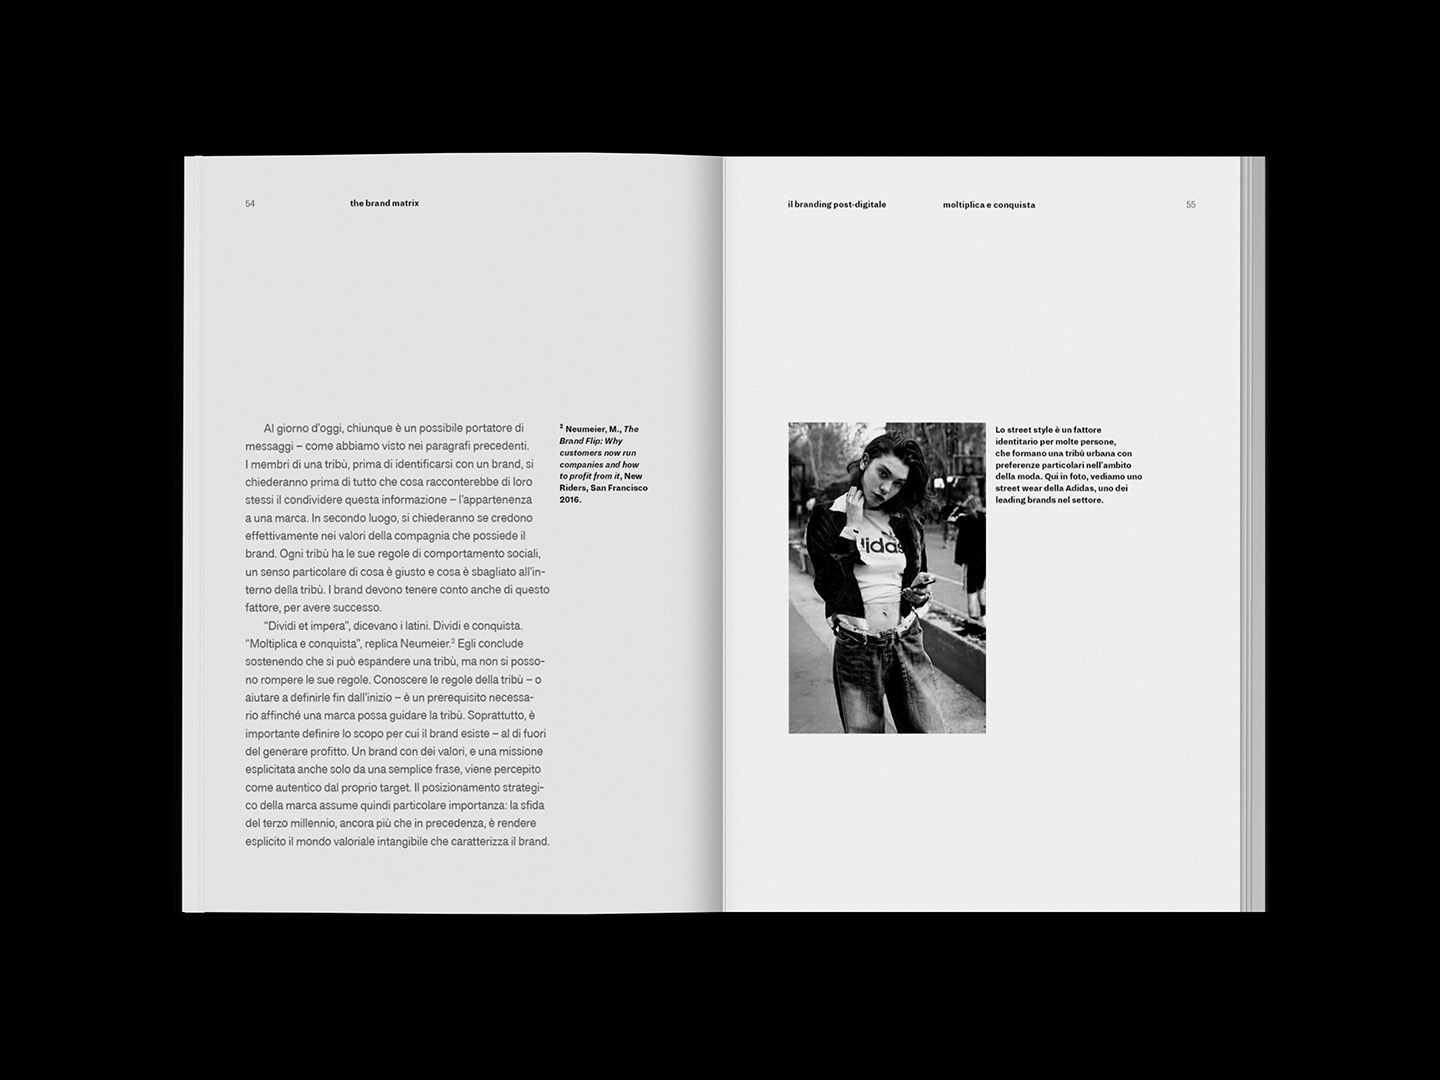 54
the brand matrix
Al giorno d'oggi, chiunque è un possibile portatore di
messaggi – come abbiamo visto nei paragrafi precedenti.
I membri di una tribù, prima di identificarsi con un brand, si
chiederanno prima di tutto che cosa racconterebbe di loro
stessi il condividere questa informazione – l'appartenenza
a una marca. In secondo luogo, si chiederanno se credono
effettivamente nei valori della compagnia che possiede il
brand. Ogni tribù ha le sue regole di comportamento sociali,
un senso particolare di cosa è giusto e cosa è sbagliato all'in-
terno della tribù. I brand devono tenere conto anche di questo
fattore, per avere successo.
"Dividi et impera", dicevano i latini. Dividi e conquista.
"Moltiplica e conquista", replica Neumeier.² Egli conclude
sostenendo che si può espandere una tribù, ma non si posso-
no rompere le sue regole. Conoscere le regole della tribù – o
aiutare a definirle fin dall'inizio – è un prerequisito necessa-
rio affinché una marca possa guidare la tribù. Soprattutto, è
importante definire lo scopo per cui il brand esiste – al di fuori
del generare profitto. Un brand con dei valori, e una missione
esplicitata anche solo da una semplice frase, viene percepito
come autentico dal proprio target. Il posizionamento strategi-
co della marca assume quindi particolare importanza: la sfida
del terzo millennio, ancora più che in precedenza, è rendere
esplicito il mondo valoriale intangibile che caratterizza il brand.
² Neumeier, M., The
Brand Flip: Why
customers now run
companies and how
to profit from it, New
Riders, San Francisco
2016.
il branding post-digitale
moltiplica e conquista
55
adidas
Lo street style è un fattore
identitario per molte persone,
che formano una tribù urbana con
preferenze particolari nell'ambito
della moda. Qui in foto, vediamo uno
street wear della Adidas, uno dei
leading brands nel settore.